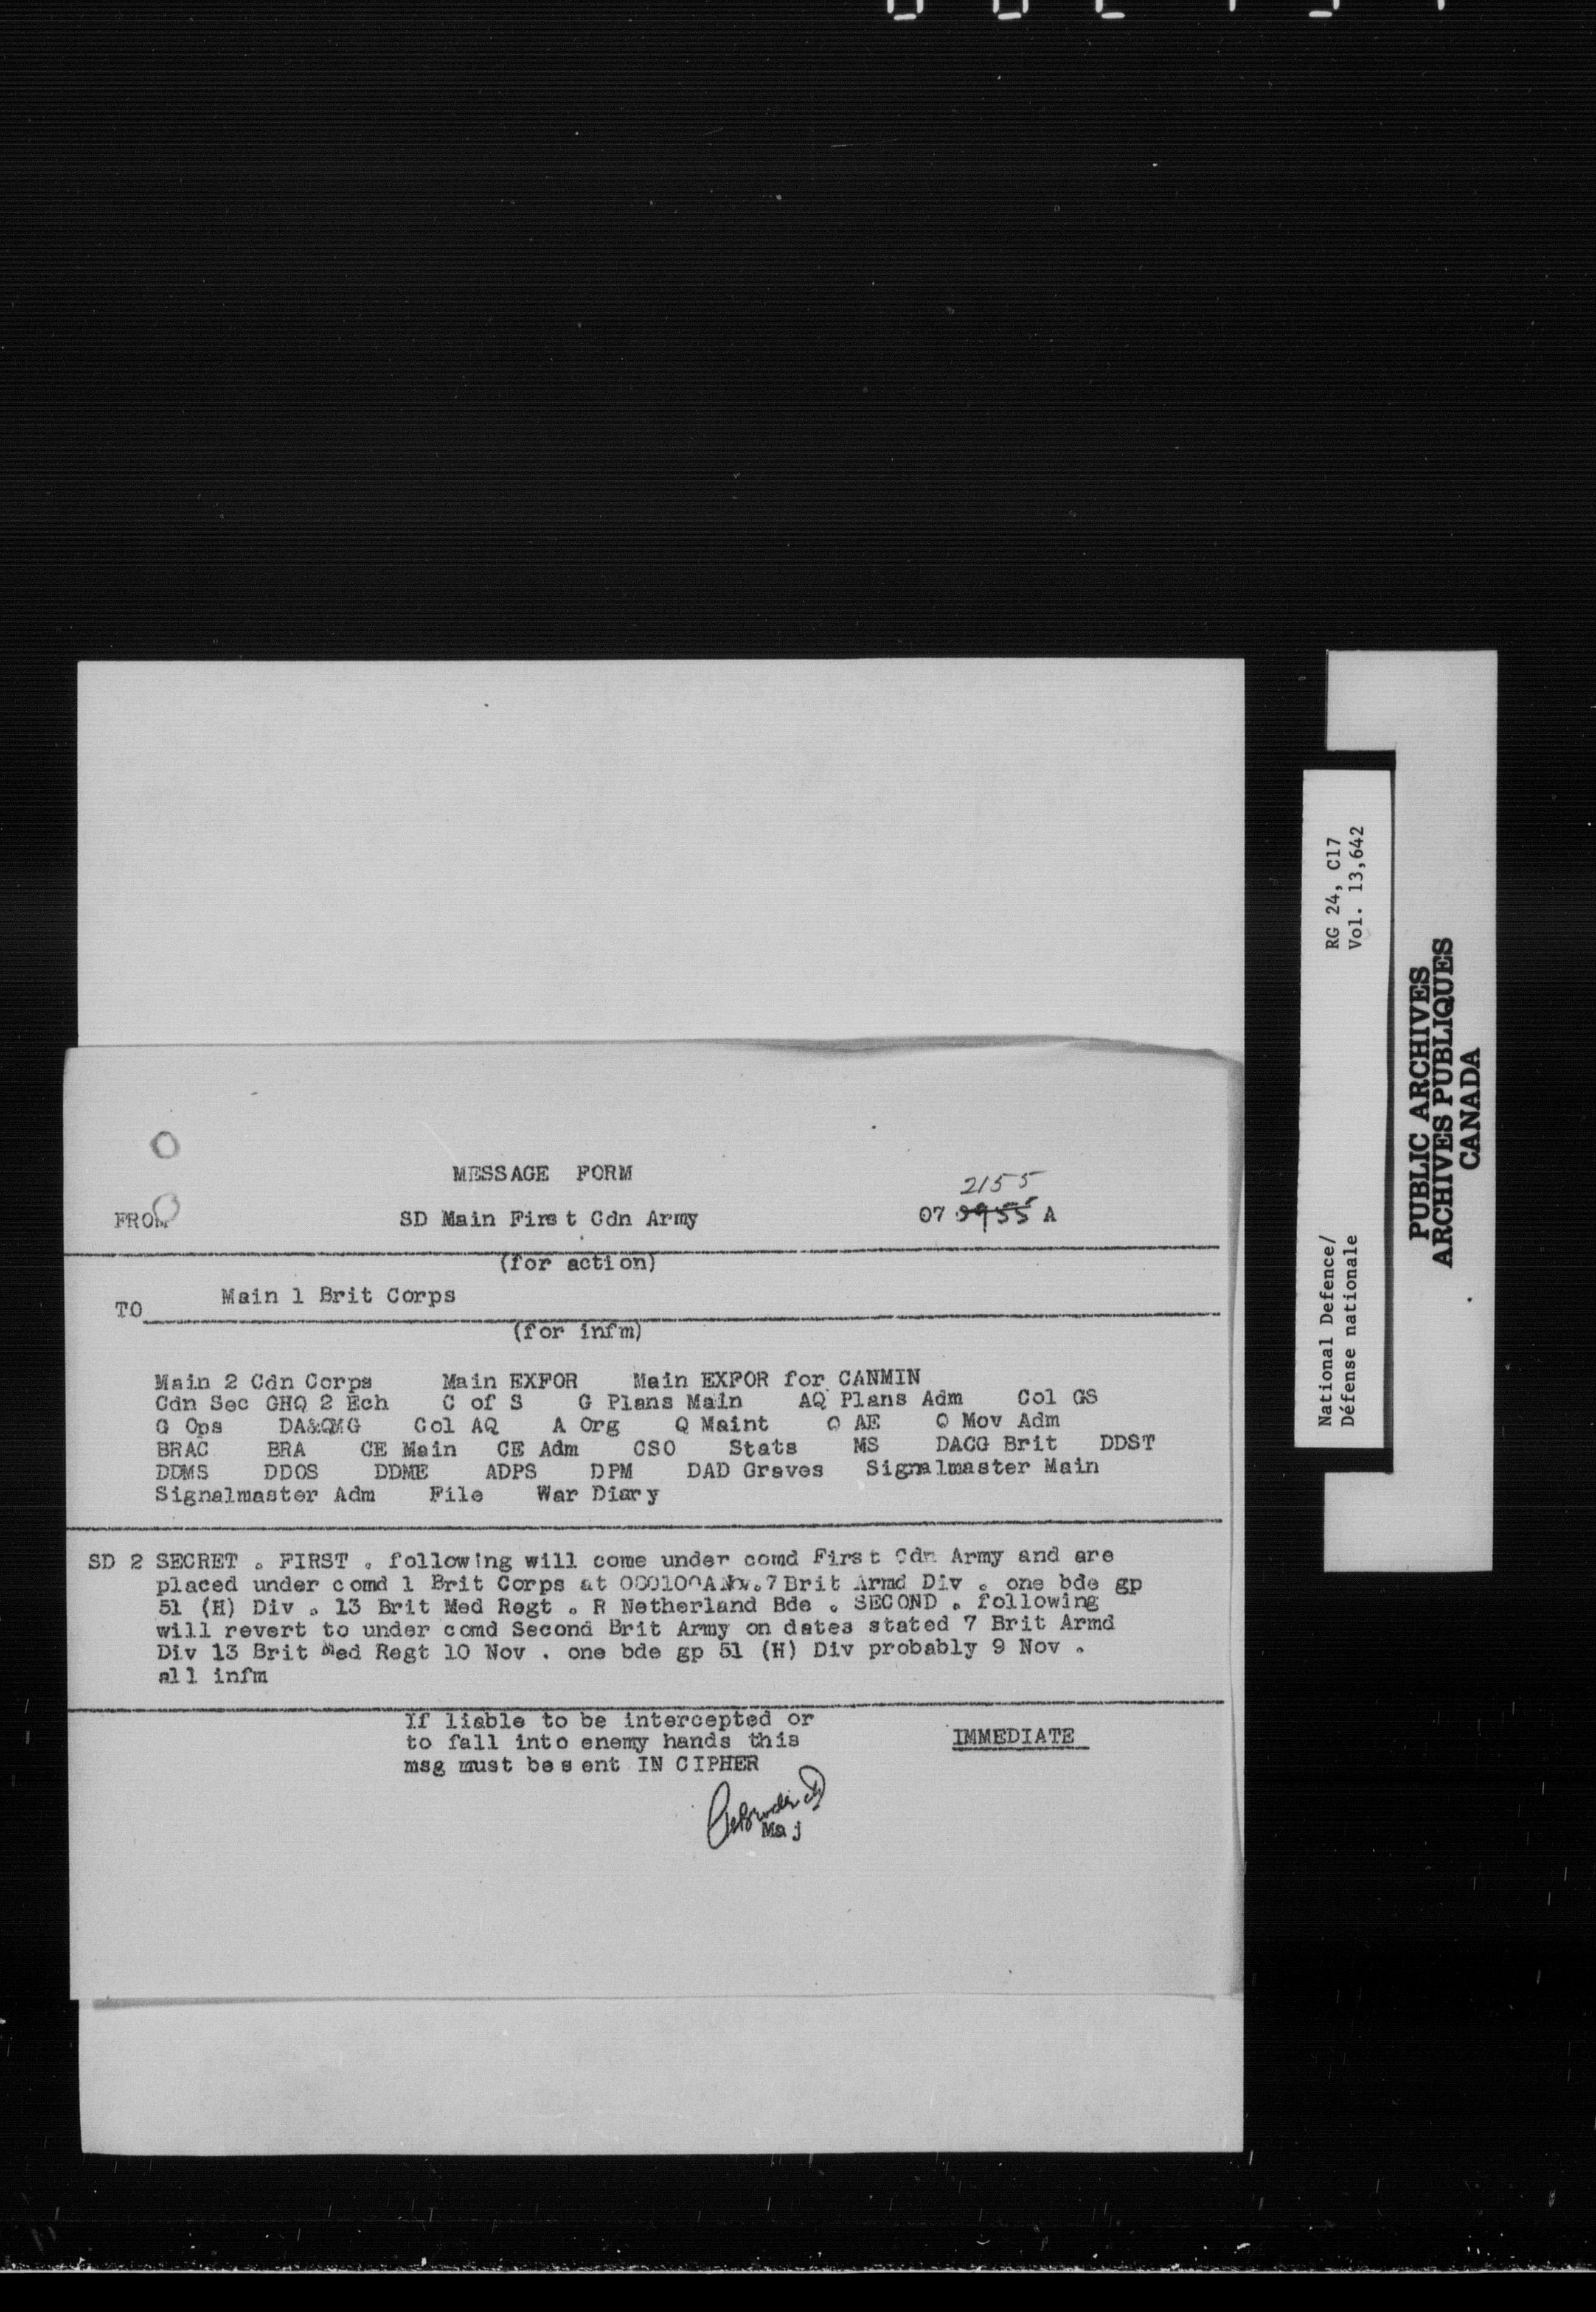 MESSAGE FORM
2155
FROM SD Main First Cdn Army 07 0955 A
(for action)
TO Main 1 Brit Corps
(for infm)
Main 2 Cdn Corps Main EXFOR Main EXFOR for CANMIN
Cdn Sec GHQ 2 Ech C of S G Plans Main AQ Plans Adm Col GS
G Ops DA&QMG Col AQ A Org Q Maint Q AE Q Mov Adm
BRAC BRA CE Main CE Adm CSO Stats MS DACG Brit DDST
DDMS DDOS DDME ADPS DPM DAD Graves Signalmaster Main
Signalmaster Adm File War Diary
SD 2 SECRET . FIRST . following will come under comd First Cdn Army and are
placed under comd 1 Brit Corps at 080100A Nov. 7 Brit Armd Div . one bde gp
51 (H) Div . 13 Brit Med Regt . R Netherland Bde . SECOND . following
will revert to under comd Second Brit Army on dates stated 7 Brit Armd
Div 13 Brit Med Regt 10 Nov . one bde gp 51 (H) Div probably 9 Nov .
all infm
If liable to be intercepted or
to fall into enemy hands this
msg must be sent IN CIPHER
IMMEDIATE
Maj
RG 24, C17
Vol. 13,642
National Defence/
Défense nationale
PUBLIC ARCHIVES
ARCHIVES PUBLIQUES
CANADA